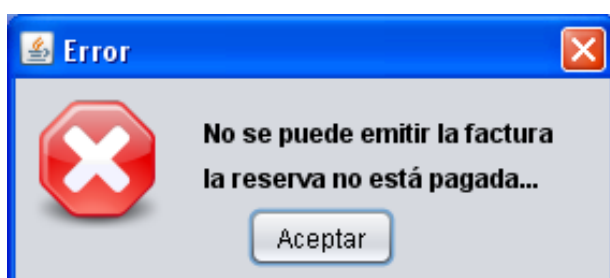 Error
No se puede emitir la factura
la reserva no está pagada...
Aceptar